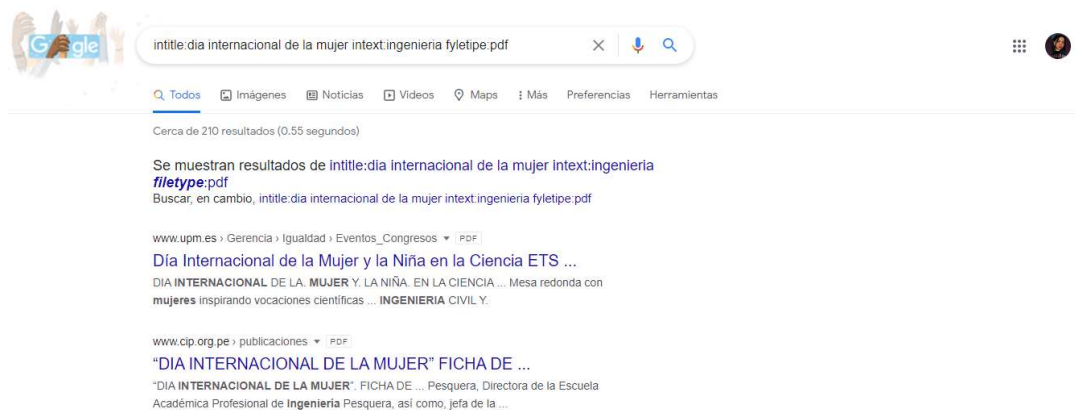 Google
intitle:dia internacional de la mujer intext:ingenieria fyletipe:pdf
Todos Imágenes Noticias Videos Maps Más Preferencias Herramientas
Cerca de 210 resultados (0.55 segundos)
Se muestran resultados de intitle:dia internacional de la mujer intext:ingenieria
filetype:pdf
Buscar, en cambio, intitle:dia internacional de la mujer intext:ingenieria fyletipe:pdf
www.upm.es › Gerencia › Igualdad › Eventos_Congresos PDF
Día Internacional de la Mujer y la Niña en la Ciencia ETS ...
DIA INTERNACIONAL DE LA. MUJER Y. LA NIÑA. EN LA CIENCIA ... Mesa redonda con
mujeres inspirando vocaciones científicas ... INGENIERIA CIVIL Y.
www.cip.org.pe › publicaciones PDF
“DIA INTERNACIONAL DE LA MUJER” FICHA DE ...
“DIA INTERNACIONAL DE LA MUJER”. FICHA DE ... Pesquera, Directora de la Escuela
Académica Profesional de Ingeniería Pesquera, así como, jefa de la ...